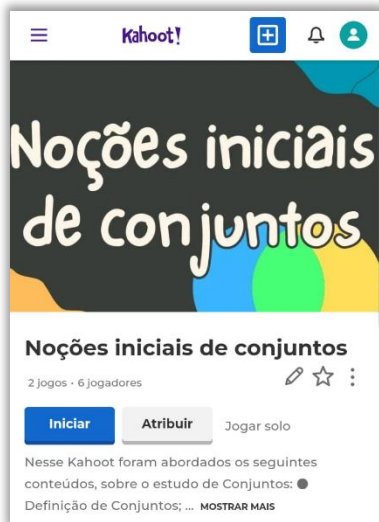 Kahoot!
Noções iniciais
de conjuntos
Noções iniciais de conjuntos
2 jogos · 6 jogadores
Iniciar
Atribuir
Jogar solo
Nesse Kahoot foram abordados os seguintes
conteúdos, sobre o estudo de Conjuntos: ●
Definição de Conjuntos; ... MOSTRAR MAIS